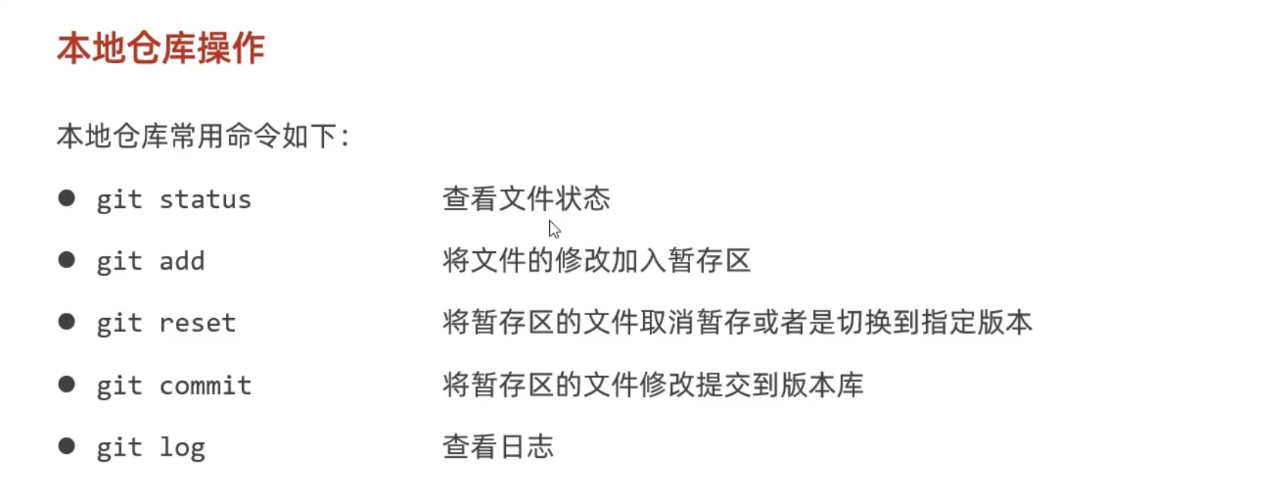 本地仓库操作
本地仓库常用命令如下：
● git status 查看文件状态
● git add 将文件的修改加入暂存区
● git reset 将暂存区的文件取消暂存或者是切换到指定版本
● git commit 将暂存区的文件修改提交到版本库
● git log 查看日志